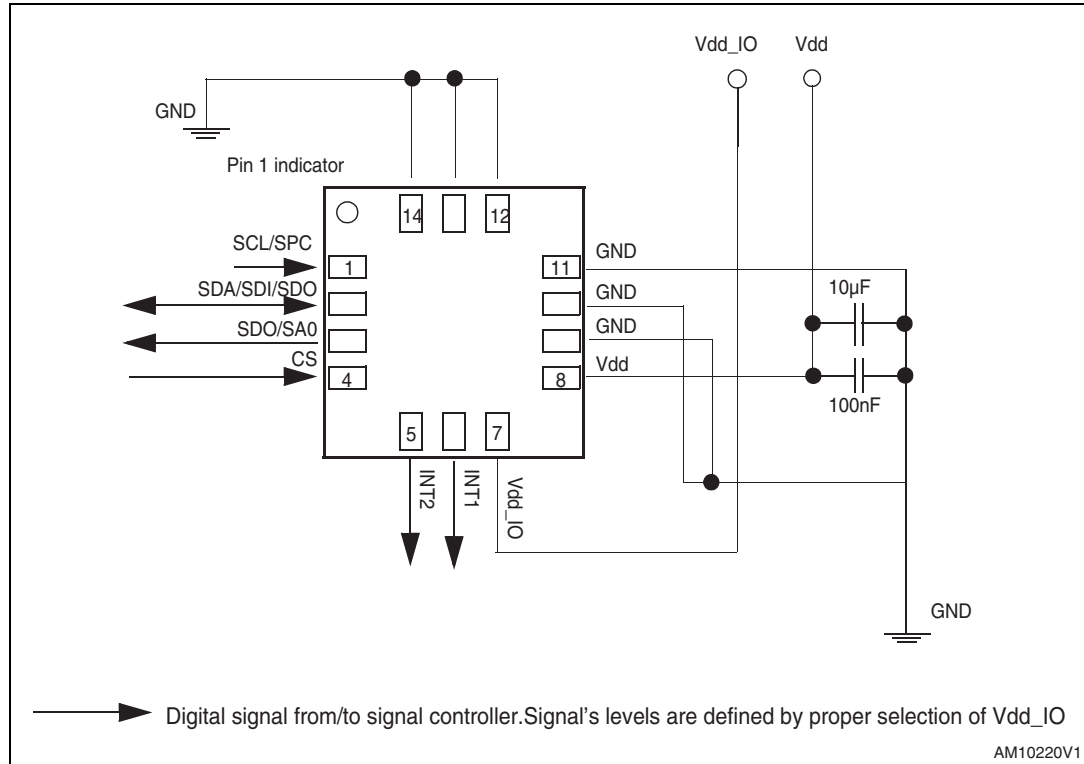 Vdd_IO
Vdd
GND
Pin 1 indicator
14
12
SCL/SPC
1
SDA/SDI/SDO
SDO/SA0
CS
4
11
GND
GND
GND
8
Vdd
10µF
100nF
5
7
INT2
INT1
Vdd_IO
GND
Digital signal from/to signal controller.Signal's levels are defined by proper selection of Vdd_IO
AM10220V1